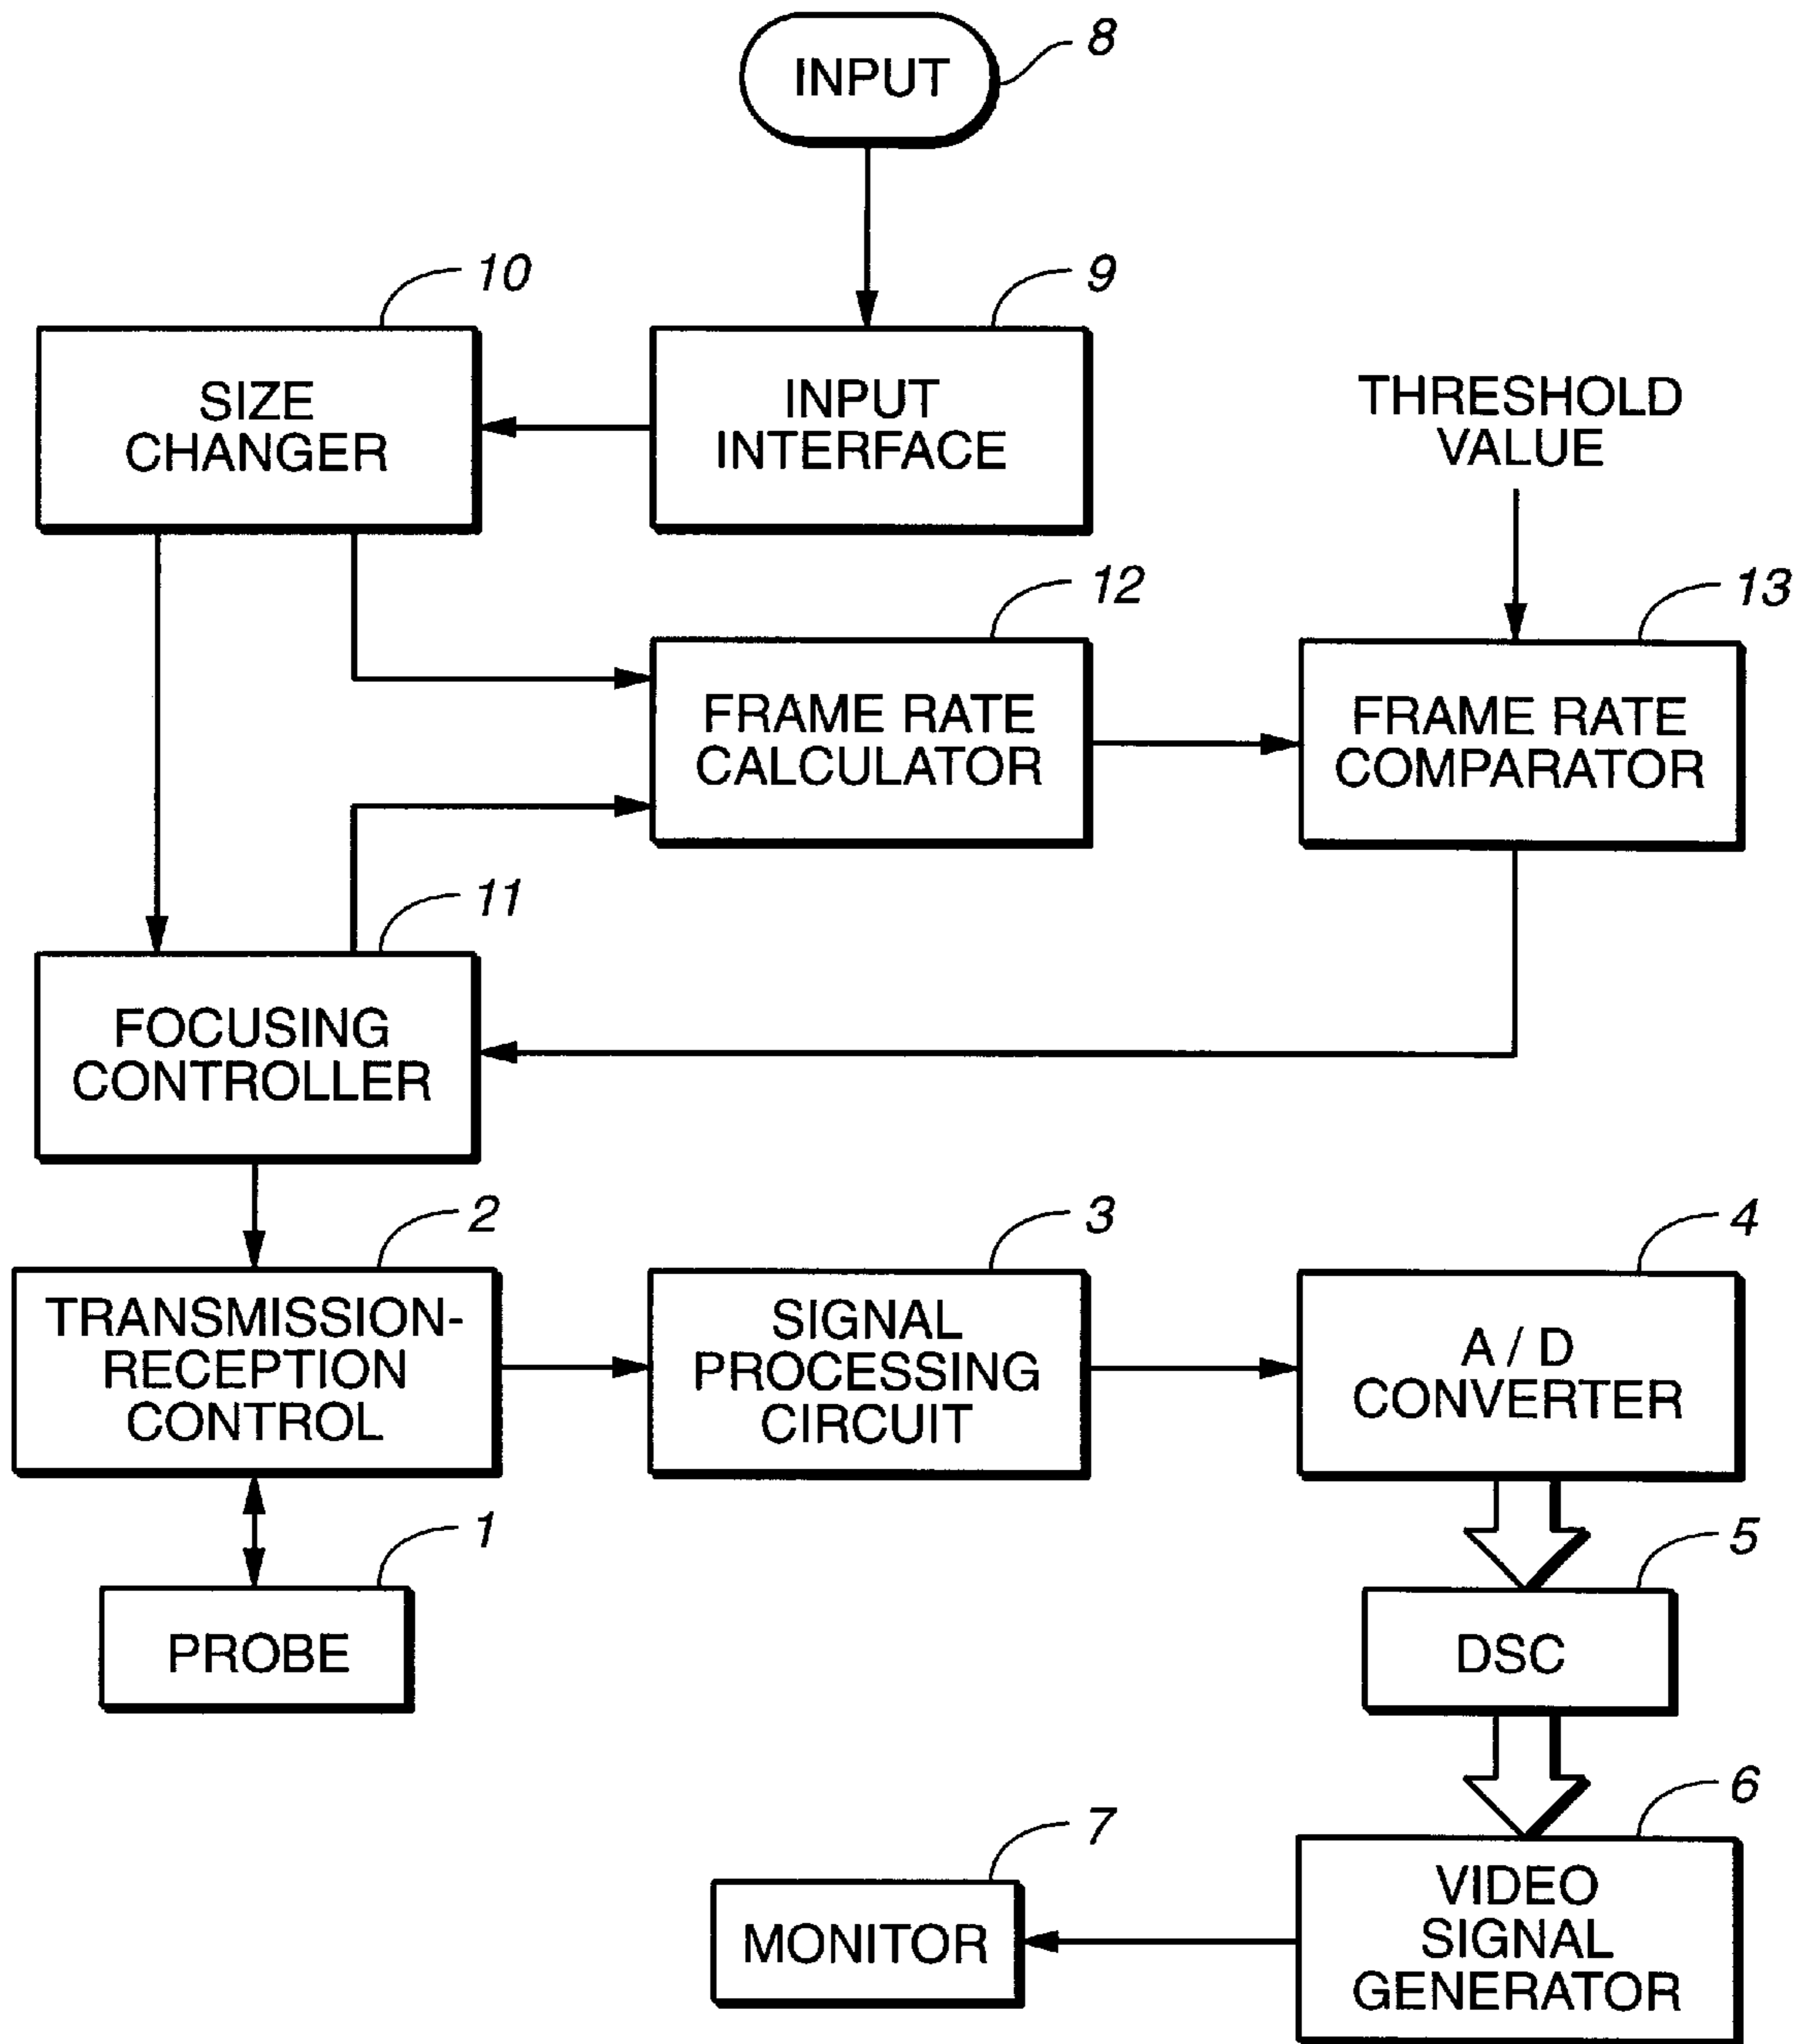 8
INPUT
10
9
SIZE
CHANGER
INPUT
INTERFACE
THRESHOLD
VALUE
12
13
FRAME RATE
CALCULATOR
FRAME RATE
COMPARATOR
11
FOCUSING
CONTROLLER
2
3
4
TRANSMISSION-
RECEPTION
CONTROL
SIGNAL
PROCESSING
CIRCUIT
A / D
CONVERTER
1
5
PROBE
DSC
6
7
VIDEO
SIGNAL
GENERATOR
MONITOR